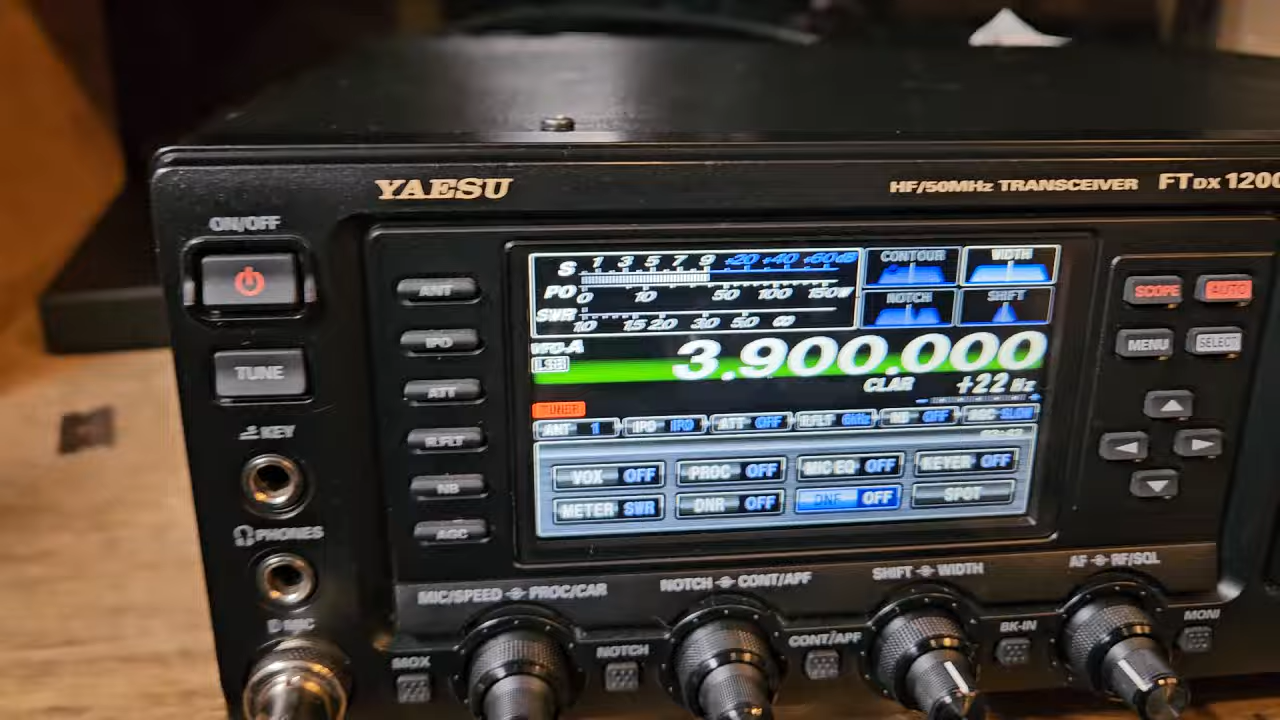 YAESU
HF/50MHz TRANSCEIVER FTDX 1200
ON/OFF
TUNE
KEY
PHONES
MIC
ANT
IPO
ATT
R.FLT
NB
AGC
S 1 3 5 7 9 +20 +40 +60dB
PO 0 10 50 100 150W
SWR 1.0 1.5 2.0 3.0 5.0 ∞
CONTOUR WIDTH
NOTCH SHIFT
VFO-A
LSB
3.900.000
CLAR +22 Hz
TUNER
ANT 1 IPO IPO ATT OFF R.FLT 6kHz NB OFF AGC SLOW
VOX OFF PROC OFF MIC EQ OFF KEYER OFF
METER SWR DNR OFF DNF OFF SPOT
SCOPE AUTO
MENU SELECT
MIC/SPEED PROC/CAR
NOTCH CONT/APF
SHIFT WIDTH
AF RF/SQL
MOX
NOTCH
CONT/APF
BK-IN
MONI